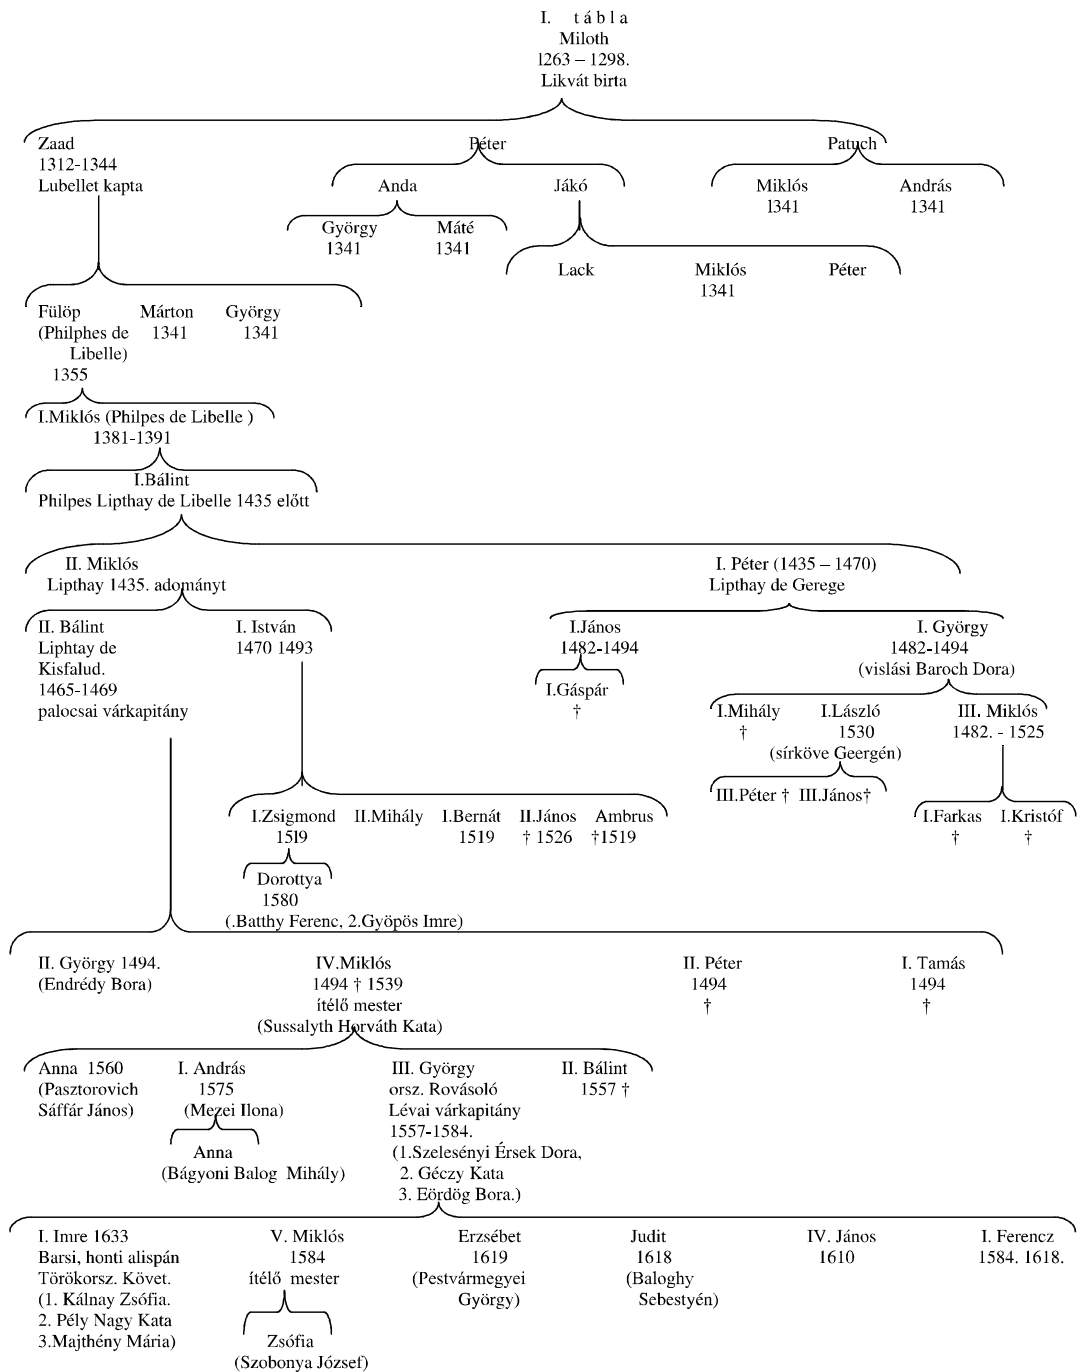 I. tábla
Miloth
1263 – 1298.
Likvát birta
Zaad
1312-1344
Lubellet kapta
Péter
Patuch
Anda
Jákó
Miklós
1341
András
1341
György
1341
Máté
1341
Lack
Miklós
1341
Péter
Fülöp
(Philphes de
Libelle)
1355
Márton
1341
György
1341
I.Miklós (Philpes de Libelle )
1381-1391
I.Bálint
Philpes Lipthay de Libelle 1435 előtt
II. Miklós
Lipthay 1435. adományt
I. Péter (1435 – 1470)
Lipthay de Gerege
II. Bálint
Liphtay de
Kisfalud.
1465-1469
palocsai várkapitány
I. István
1470 1493
I.János
1482-1494
I. György
1482-1494
(vislási Baroch Dora)
I.Gáspár
†
I.Mihály
†
I.László
1530
(sírköve Geergén)
III. Miklós
1482. - 1525
III.Péter † III.János†
I.Farkas
†
I.Kristóf
†
I.Zsigmond
1519
II.Mihály
I.Bernát
1519
II.János
† 1526
Ambrus
†1519
Dorottya
1580
(.Batthy Ferenc, 2.Gyöpös Imre)
II. György 1494.
(Endrédy Bora)
IV.Miklós
1494 † 1539
ítélő mester
(Sussalyth Horváth Kata)
II. Péter
1494
†
I. Tamás
1494
†
Anna 1560
(Pasztorovich
Sáffár János)
I. András
1575
(Mezei Ilona)
III. György
orsz. Rovásoló
Lévai várkapitány
1557-1584.
(1.Szelesényi Érsek Dora,
2. Géczy Kata
3. Eördög Bora.)
II. Bálint
1557 †
Anna
(Bágyoni Balog Mihály)
I. Imre 1633
Barsi, honti alispán
Törökorsz. Követ.
(1. Kálnay Zsófia.
2. Pély Nagy Kata
3.Majthény Mária)
V. Miklós
1584
ítélő mester
Erzsébet
1619
(Pestvármegyei
György)
Judit
1618
(Baloghy
Sebestyén)
IV. János
1610
I. Ferencz
1584. 1618.
Zsófia
(Szobonya József)